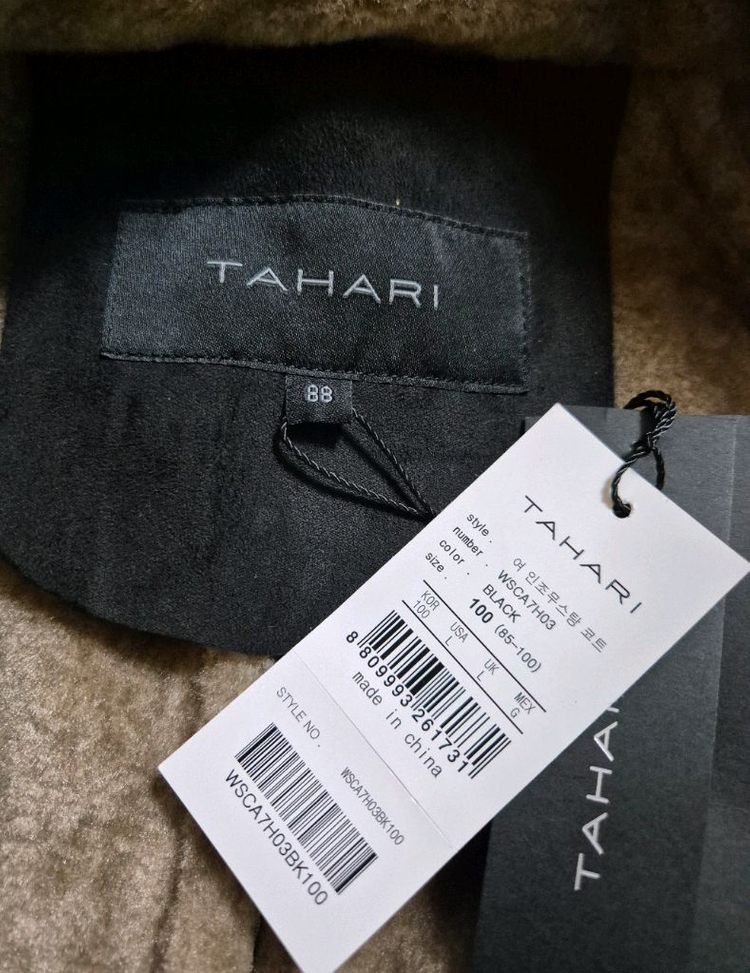 TAHARI
88
TAHARI
style . 여 인조무스탕 코트
number . WSCA7H03
color . BLACK
size . 100 (85-100)
KOR USA UK MEX
100 L L G
8 809993 261731
made in china
STYLE NO . WSCA7H03BK100
WSCA7H03BK100
TAHARI